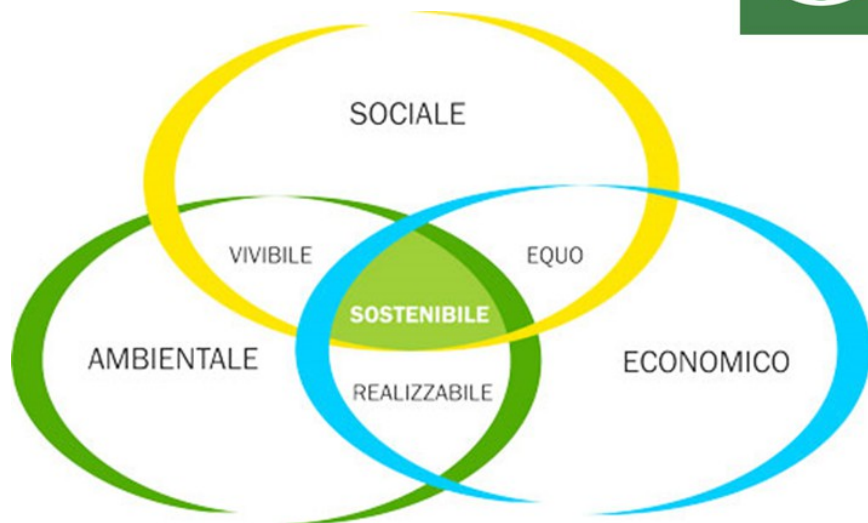 SOCIALE
VIVIBILE
EQUO
SOSTENIBILE
AMBIENTALE
ECONOMICO
REALIZZABILE